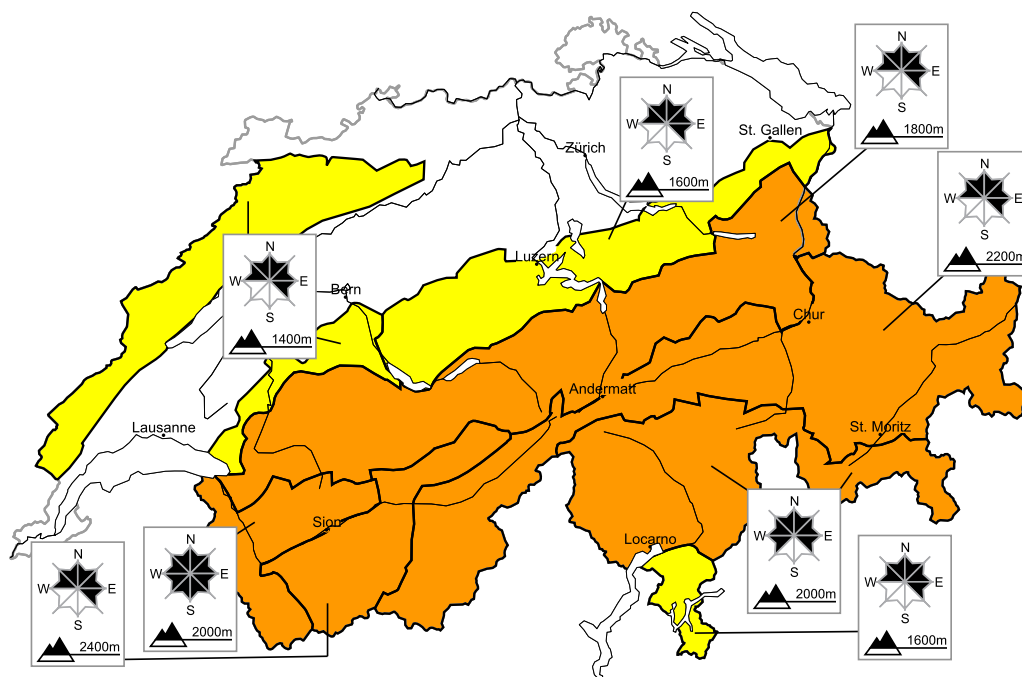 N
W E
S
1800m
N
W E
S
1600m
St. Gallen
Zürich
N
W E
S
2200m
N
W E
S
1400m
Luzern
Bern
Chur
Andermatt
Lausanne
St. Moritz
N
W E
S
2000m
Sion
Locarno
N
W E
S
2400m
N
W E
S
2000m
N
W E
S
1600m